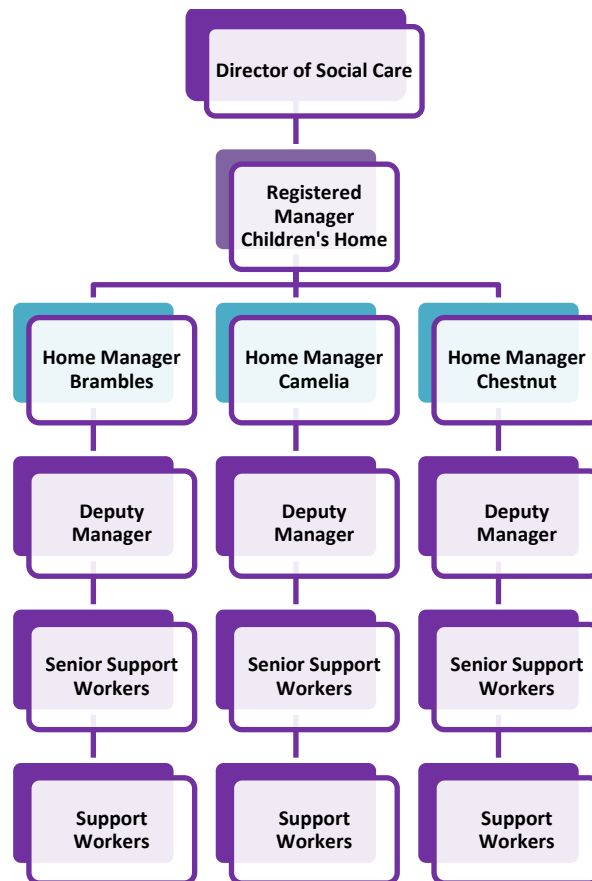 Director of Social Care
Registered
Manager
Children's Home
Home Manager
Brambles
Home Manager
Camelia
Home Manager
Chestnut
Deputy
Manager
Deputy
Manager
Deputy
Manager
Senior Support
Workers
Senior Support
Workers
Senior Support
Workers
Support
Workers
Support
Workers
Support
Workers